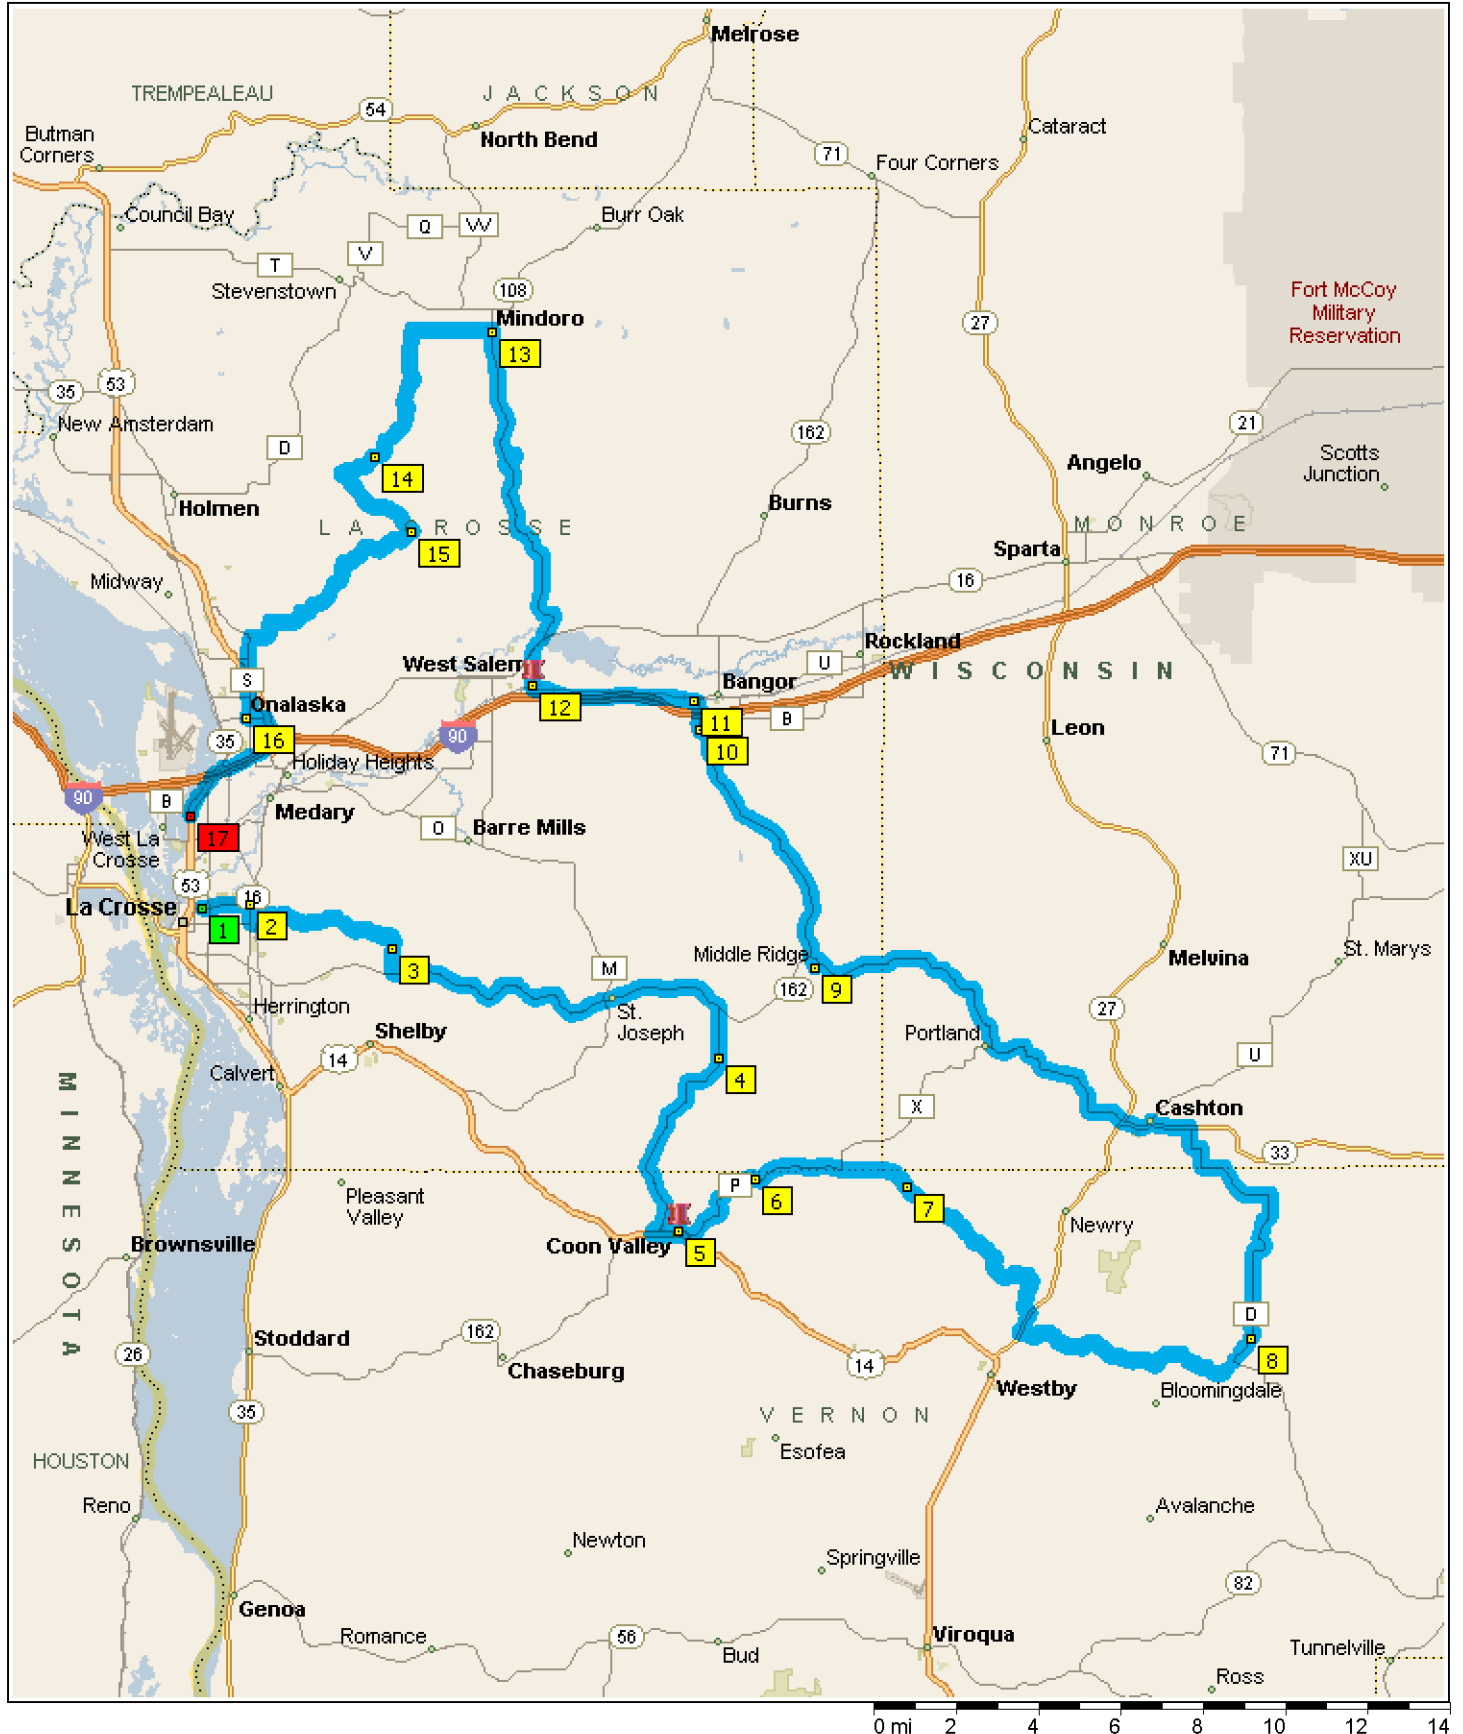 Melrose
TREMPEALEAU
JACKSON
54
Butman
Corners
North Bend
Cataract
71
Four Corners
Council Bay
Q
VV
Burr Oak
V
T
Stevenstown
108
Mindoro
Fort McCoy
Military
Reservation
27
13
53
35
New Amsterdam
D
162
21
Angelo
Scotts
Junction
14
Holmen
Burns
LA CROSSE
MONROE
15
Sparta
Midway
16
West Salem
Rockland
U
WISCONSIN
S
Bangor
Onalaska
12
11
B
Leon
35
16
90
10
71
Holiday Heights
90
B
Medary
17
O
Barre Mills
West La
Crosse
XU
53
16
La Crosse
1
2
Middle Ridge
St. Marys
Melvina
3
M
162
9
Herrington
St.
Joseph
27
Shelby
Portland
14
U
Calvert
4
MINNESOTA
X
Cashton
33
P
6
Pleasant
Valley
7
Newry
Brownsville
Coon Valley
5
D
Stoddard
162
26
14
8
Chaseburg
Westby
Bloomingdale
35
VERNON
Esofea
HOUSTON
Reno
Avalanche
Newton
Springville
82
Genoa
Romance
56
Bud
Viroqua
Tunnelville
Ross
0 mi 2 4 6 8 10 12 14